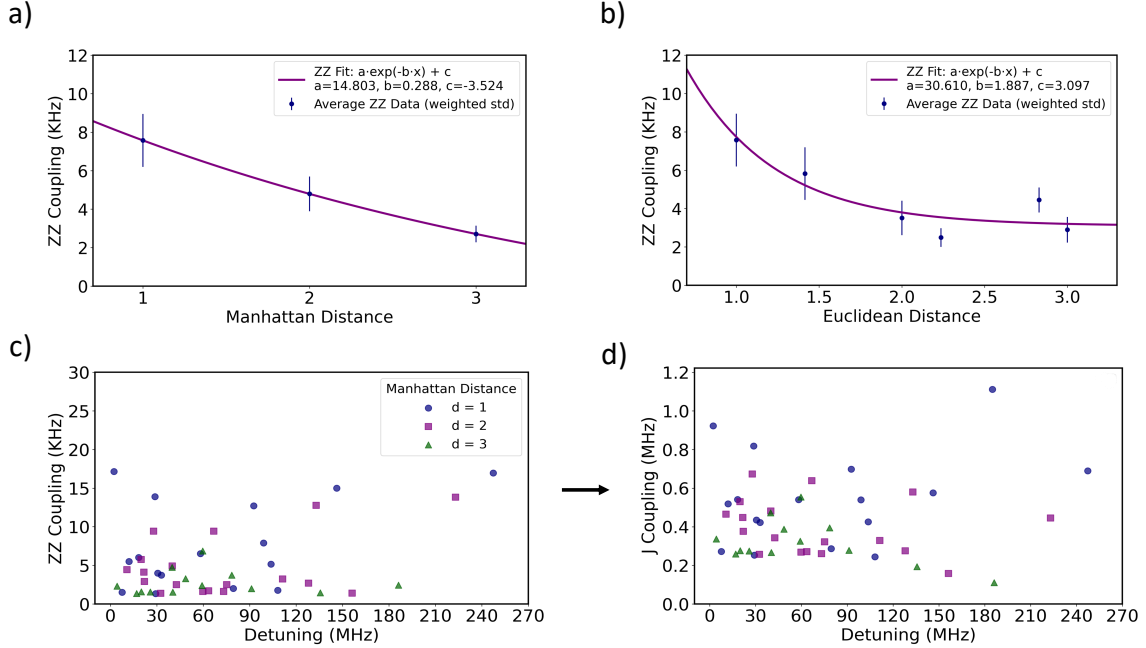 a)
12
10
8
6
4
2
0
ZZ Coupling (KHz)
ZZ Fit: a·exp(-b·x) + c
a=14.803, b=0.288, c=-3.524
Average ZZ Data (weighted std)
1 2 3
Manhattan Distance
b)
12
10
8
6
4
2
0
ZZ Coupling (KHz)
ZZ Fit: a·exp(-b·x) + c
a=30.610, b=1.887, c=3.097
Average ZZ Data (weighted std)
1.0 1.5 2.0 2.5 3.0
Euclidean Distance
c)
30
25
20
15
10
5
0
ZZ Coupling (KHz)
Manhattan Distance
d = 1
d = 2
d = 3
0 30 60 90 120 150 180 210 240 270
Detuning (MHz)
d)
1.2
1.0
0.8
0.6
0.4
0.2
0.0
J Coupling (MHz)
0 30 60 90 120 150 180 210 240 270
Detuning (MHz)